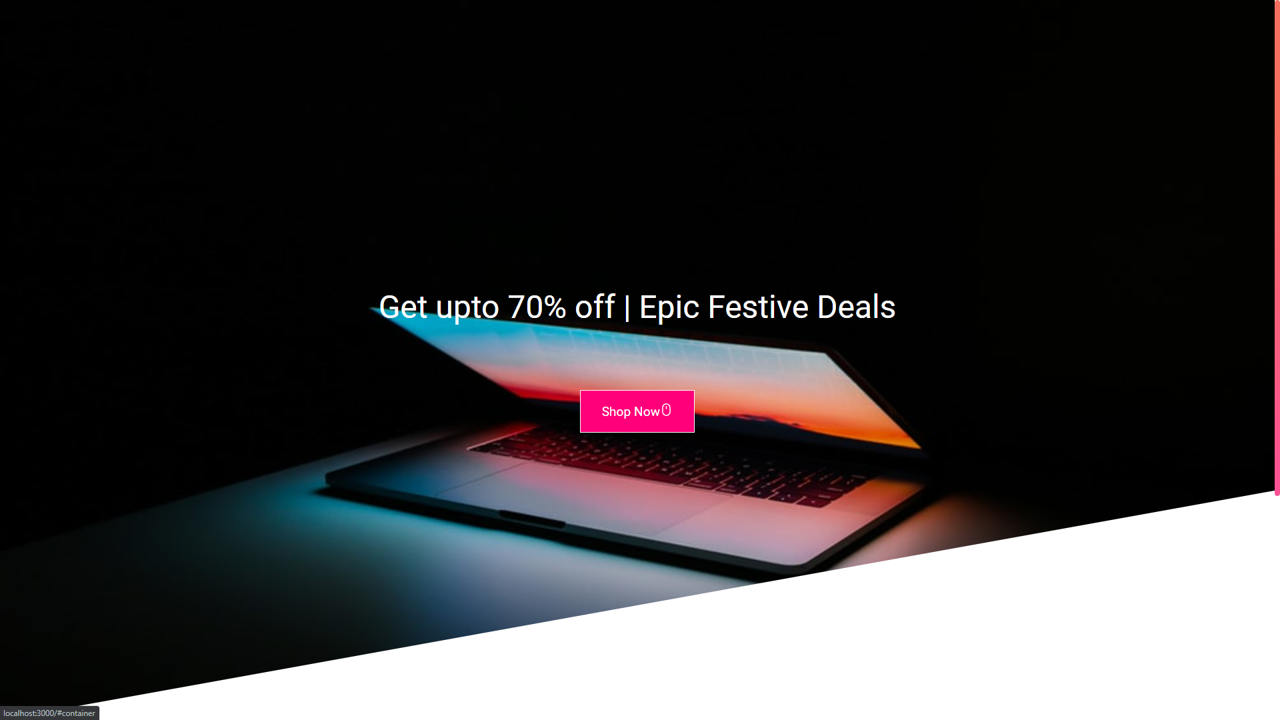 Get upto 70% off | Epic Festive Deals
Shop Now
localhost:3000/#container